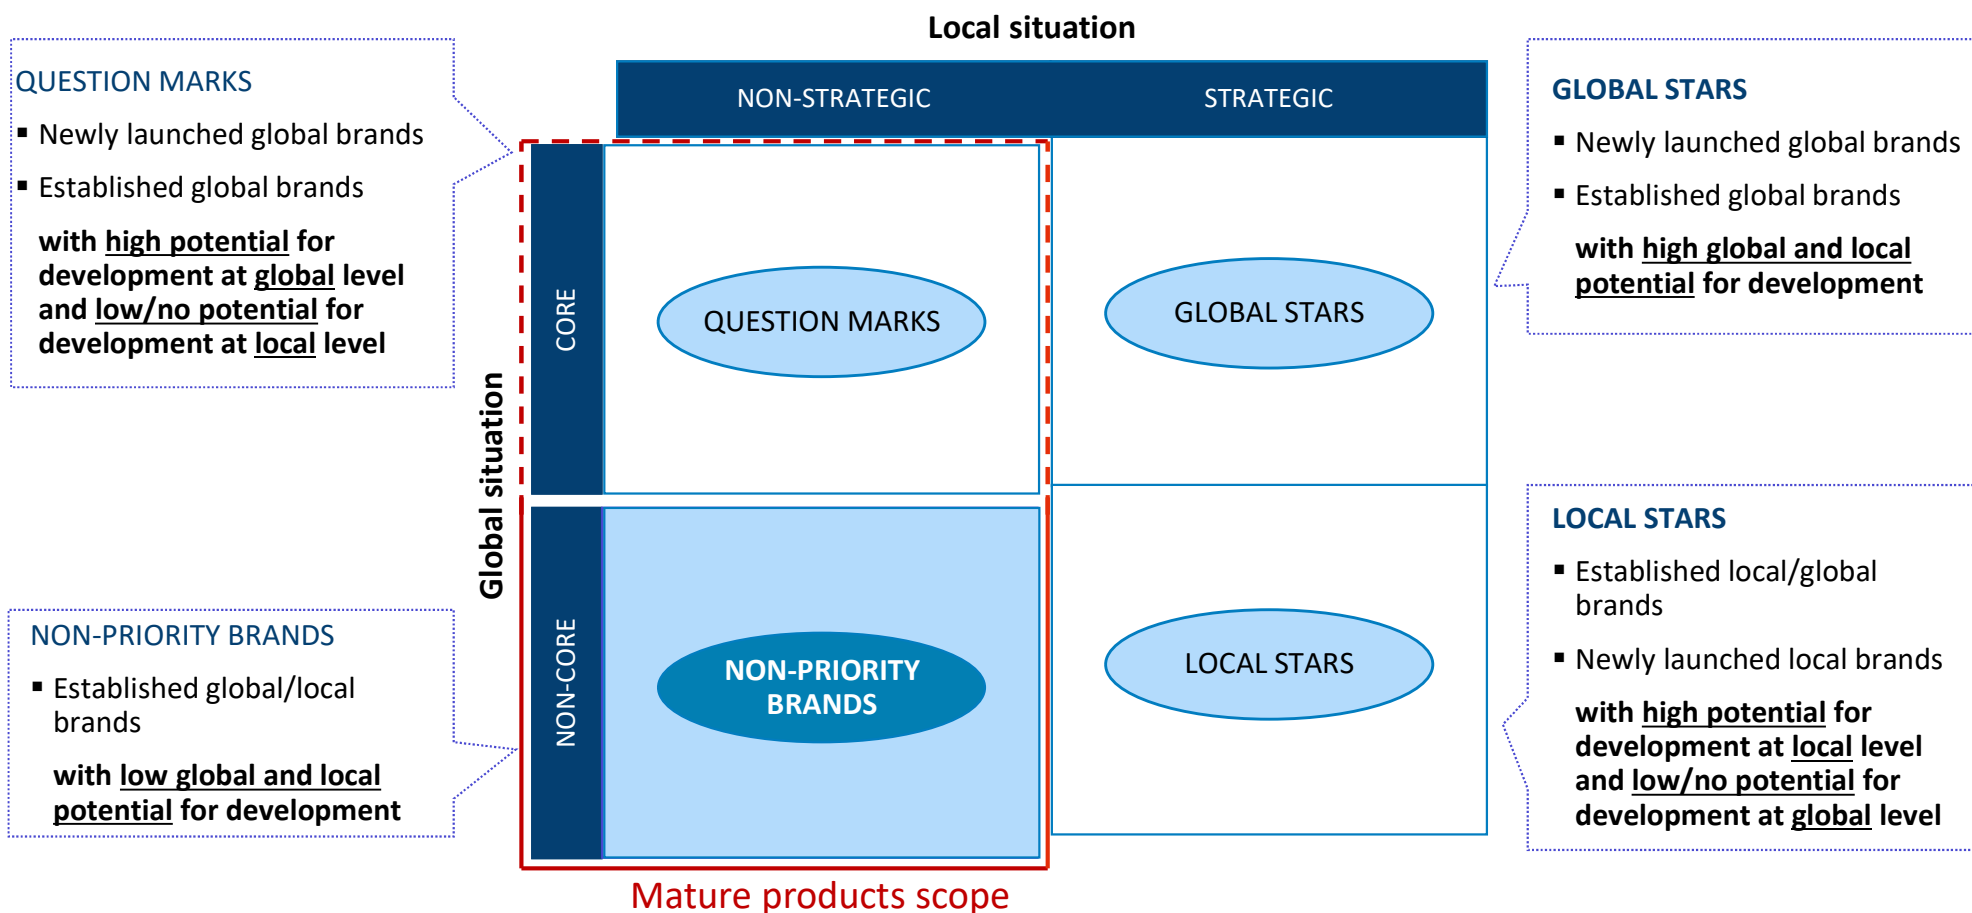 Local situation
NON-STRATEGIC
STRATEGIC
QUESTION MARKS
▪ Newly launched global brands
▪ Established global brands
with high potential for
development at global level
and low/no potential for
development at local level
GLOBAL STARS
▪ Newly launched global brands
▪ Established global brands
with high global and local
potential for development
Global situation
CORE
QUESTION MARKS
GLOBAL STARS
NON-PRIORITY BRANDS
▪ Established global/local
brands
with low global and local
potential for development
NON-CORE
NON-PRIORITY
BRANDS
LOCAL STARS
LOCAL STARS
▪ Established local/global
brands
▪ Newly launched local brands
with high potential for
development at local level
and low/no potential for
development at global level
Mature products scope